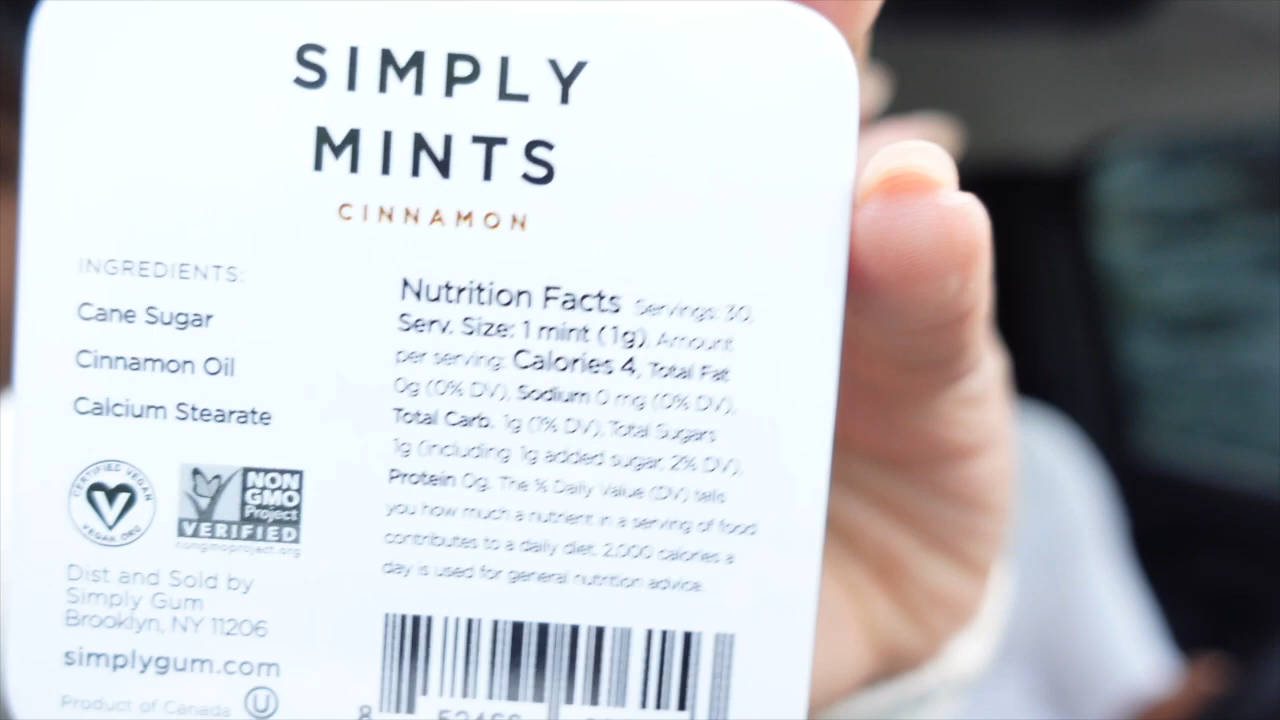 SIMPLY
MINTS
CINNAMON
INGREDIENTS:
Cane Sugar
Cinnamon Oil
Calcium Stearate
CERTIFIED VEGAN
VEGAN.ORG
NON
GMO
Project
VERIFIED
nongmoproject.org
Dist and Sold by
Simply Gum
Brooklyn, NY 11206
simplygum.com
Product of Canada
U
Nutrition Facts Servings: 30,
Serv. Size: 1 mint (1g), Amount
per serving: Calories 4, Total Fat
0g (0% DV), Sodium 0 mg (0% DV),
Total Carb. 1g (1% DV), Total Sugars
1g (including 1g added sugar, 2% DV),
Protein 0g. The % Daily Value (DV) tells
you how much a nutrient in a serving of food
contributes to a daily diet. 2,000 calories a
day is used for general nutrition advice.
8